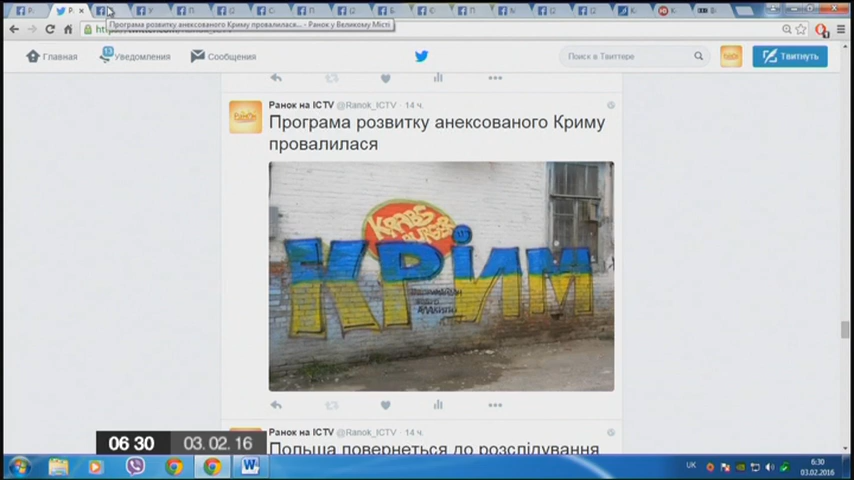 Програма розвитку анексованого Криму провалилася... - Ранок у Великому Місті
Главная
13
Уведомления
Сообщения
Поиск в Твиттере
Твитнуть
Ранок на ICTV @Ranok_ICTV · 14 ч.
Програма розвитку анексованого Криму
провалилася
KRABS
BURGER
КРИМ
Ранок на ICTV @Ranok_ICTV · 14 ч.
Польща повернеться до розслідування
06 30 03. 02. 16
UK
6:30
03.02.2016